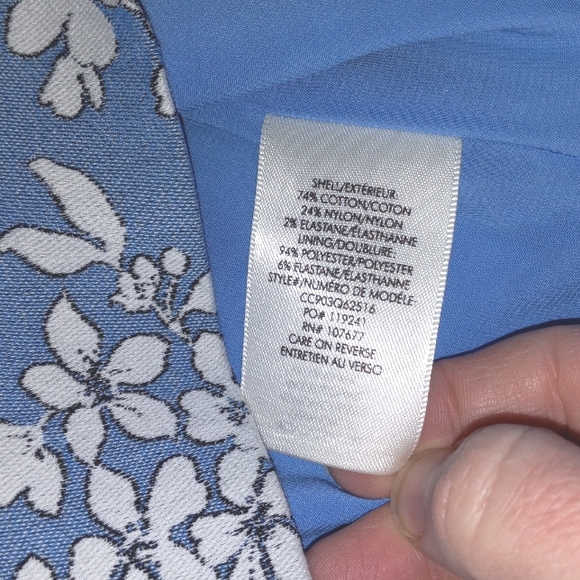 SHELL/EXTÉRIEUR:
74% COTTON/COTON
24% NYLON/NYLON
2% ELASTANE/ÉLASTHANNE
LINING/DOUBLURE:
94% POLYESTER/POLYESTER
6% ELASTANE/ÉLASTHANNE
STYLE#/NUMÉRO DE MODÈLE:
CC903Q62516
PO# 119241
RN# 107677
CARE ON REVERSE
ENTRETIEN AU VERSO